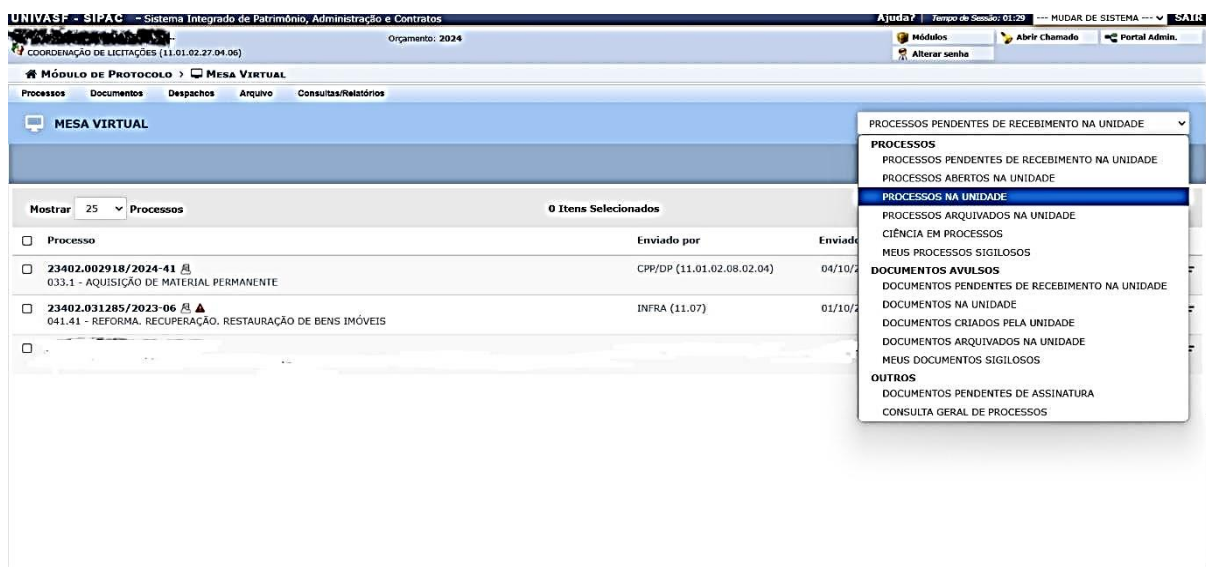 UNIVASF - SIPAC - Sistema Integrado de Patrimônio, Administração e Contratos
Ajuda? | Tempo de Sessão: 01:29 --- MUDAR DE SISTEMA --- SAIR
Orçamento: 2024
Módulos Abrir Chamado Portal Admin.
COORDENAÇÃO DE LICITAÇÕES (11.01.02.27.04.06)
Alterar senha
MÓDULO DE PROTOCOLO > MESA VIRTUAL
Processos Documentos Despachos Arquivo Consultas/Relatórios
MESA VIRTUAL
PROCESSOS PENDENTES DE RECEBIMENTO NA UNIDADE
PROCESSOS
PROCESSOS PENDENTES DE RECEBIMENTO NA UNIDADE
PROCESSOS ABERTOS NA UNIDADE
PROCESSOS NA UNIDADE
PROCESSOS ARQUIVADOS NA UNIDADE
CIÊNCIA EM PROCESSOS
MEUS PROCESSOS SIGILOSOS
DOCUMENTOS AVULSOS
DOCUMENTOS PENDENTES DE RECEBIMENTO NA UNIDADE
DOCUMENTOS NA UNIDADE
DOCUMENTOS CRIADOS PELA UNIDADE
DOCUMENTOS ARQUIVADOS NA UNIDADE
MEUS DOCUMENTOS SIGILOSOS
OUTROS
DOCUMENTOS PENDENTES DE ASSINATURA
CONSULTA GERAL DE PROCESSOS
Mostrar 25 Processos
0 Itens Selecionados
Processo Enviado por Enviado
23402.002918/2024-41 CPP/DP (11.01.02.08.02.04) 04/10/2
033.1 - AQUISIÇÃO DE MATERIAL PERMANENTE
23402.031285/2023-06 INFRA (11.07) 01/10/2
041.41 - REFORMA. RECUPERAÇÃO. RESTAURAÇÃO DE BENS IMÓVEIS